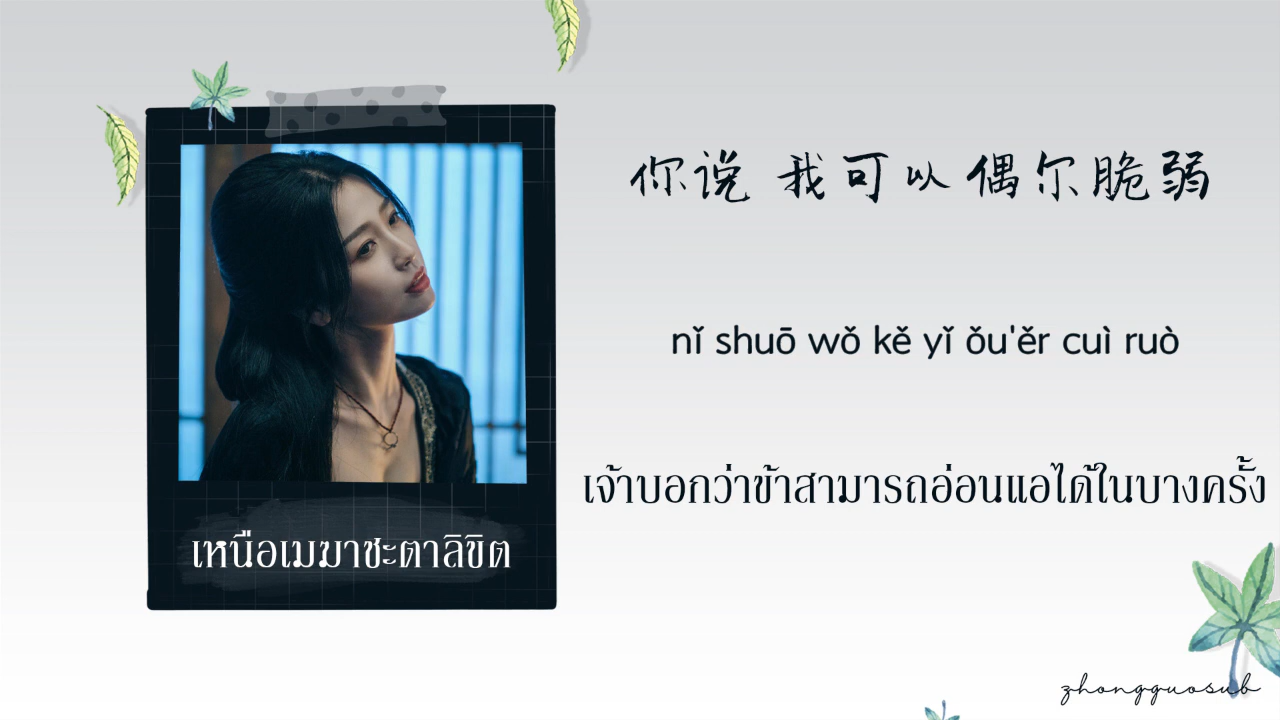 你说 我可以偶尔脆弱
nǐ shuō wǒ kě yǐ ǒu'ěr cuì ruò
เจ้าบอกว่าข้าสามารถอ่อนแอได้ในบางครั้ง
เหนือเมฆาชะตาลิขิต
zhongguosub